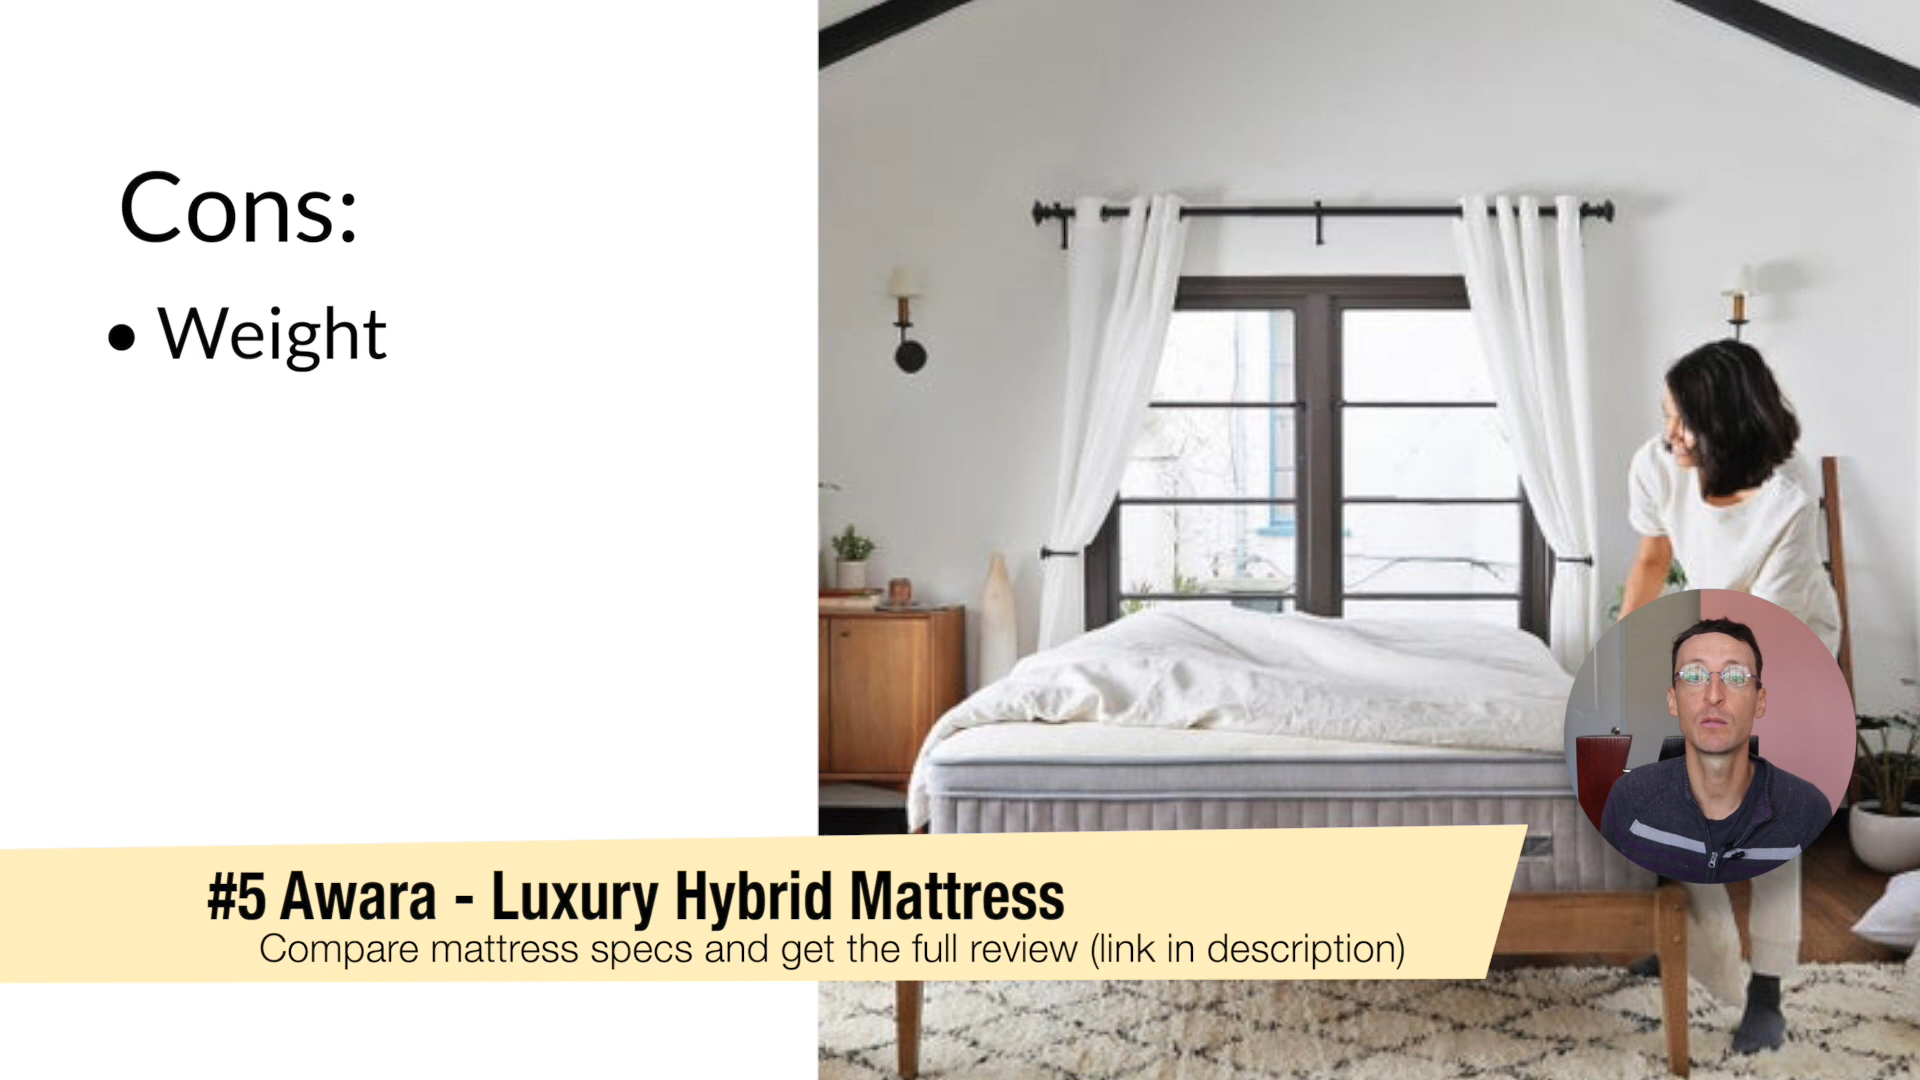 Cons:
• Weight
#5 Awara - Luxury Hybrid Mattress
Compare mattress specs and get the full review (link in description)